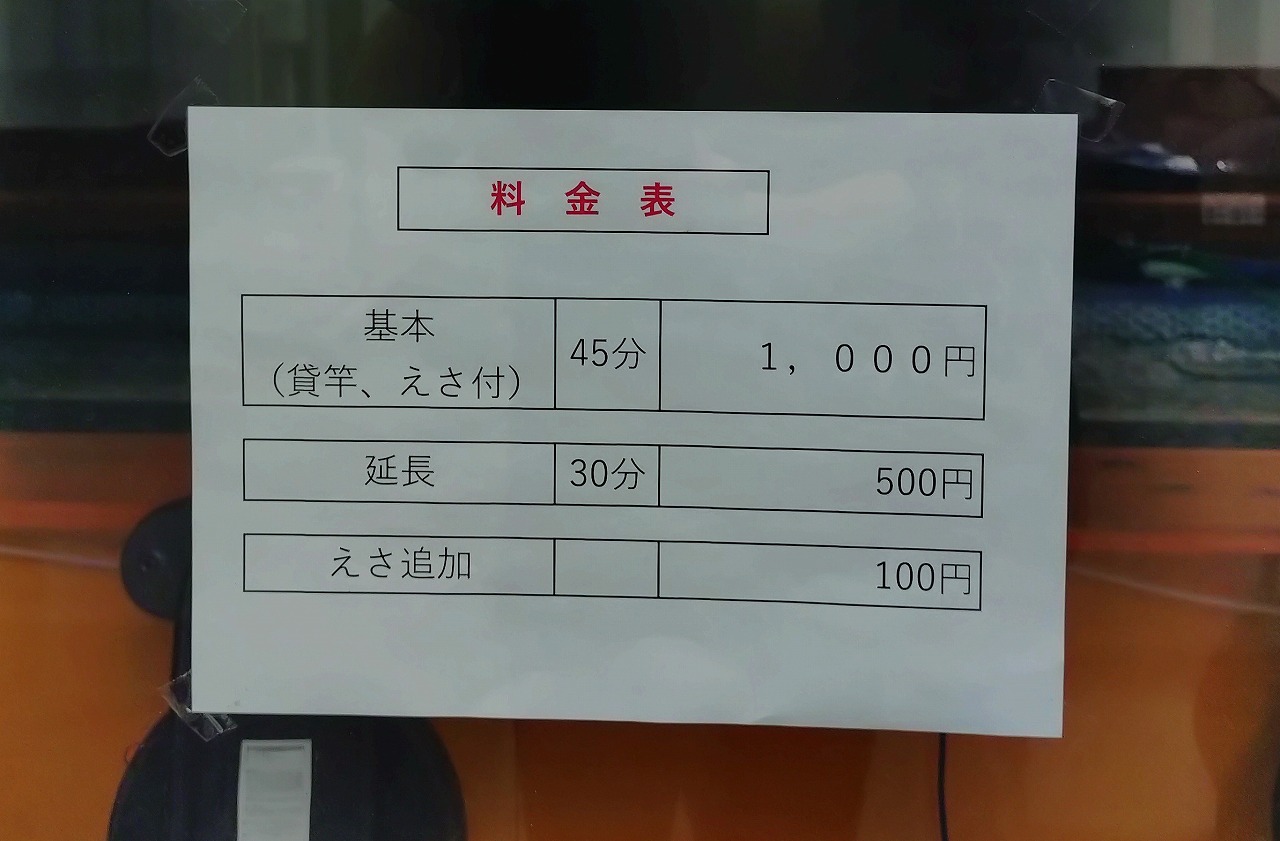 料 金 表
基本
（貸竿、えさ付）
45分
１，０００円
延長
30分
500円
えさ追加
100円